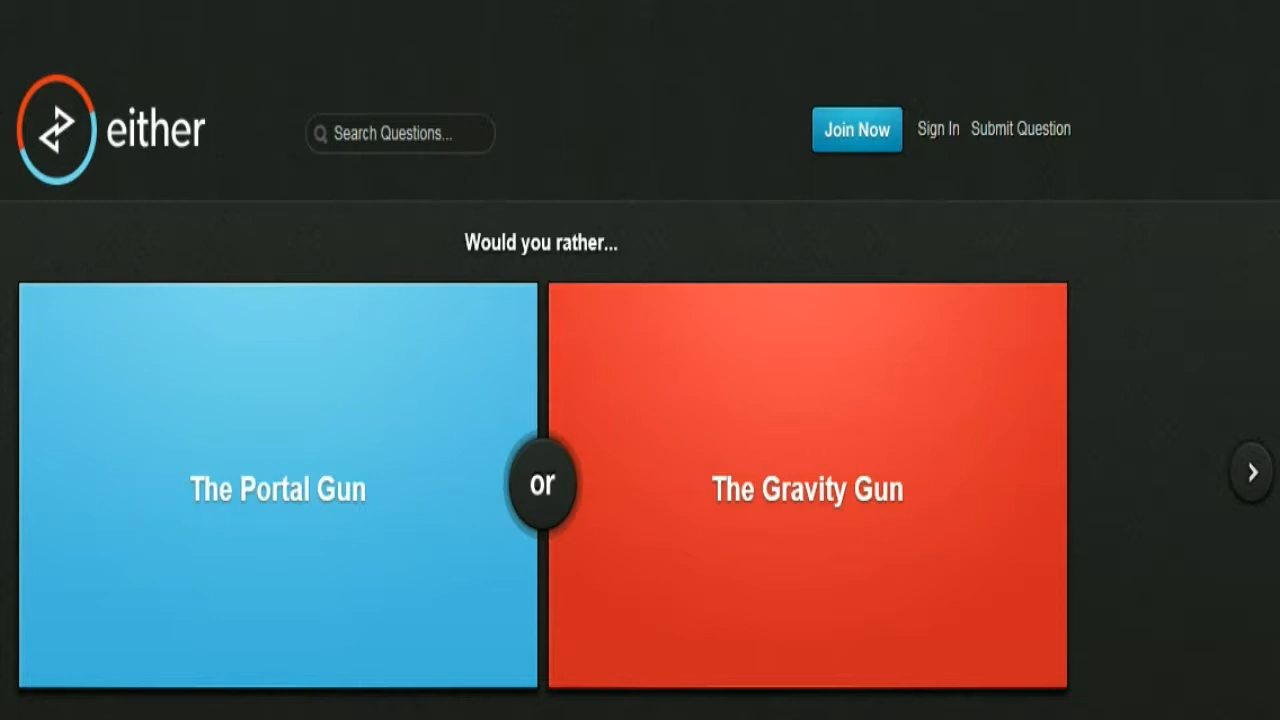 either
Search Questions...
Join Now
Sign In
Submit Question
Would you rather...
The Portal Gun
or
The Gravity Gun